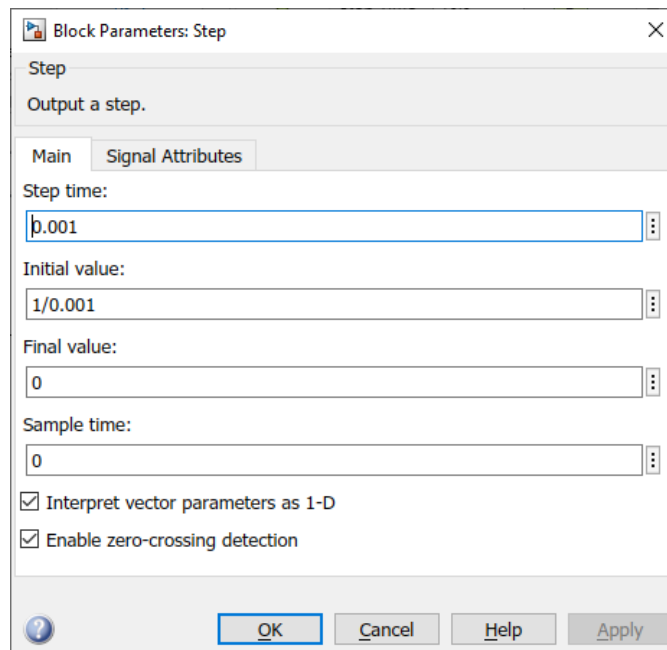 Block Parameters: Step
Step
Output a step.
Main Signal Attributes
Step time:
0.001
Initial value:
1/0.001
Final value:
0
Sample time:
0
Interpret vector parameters as 1-D
Enable zero-crossing detection
? OK Cancel Help Apply